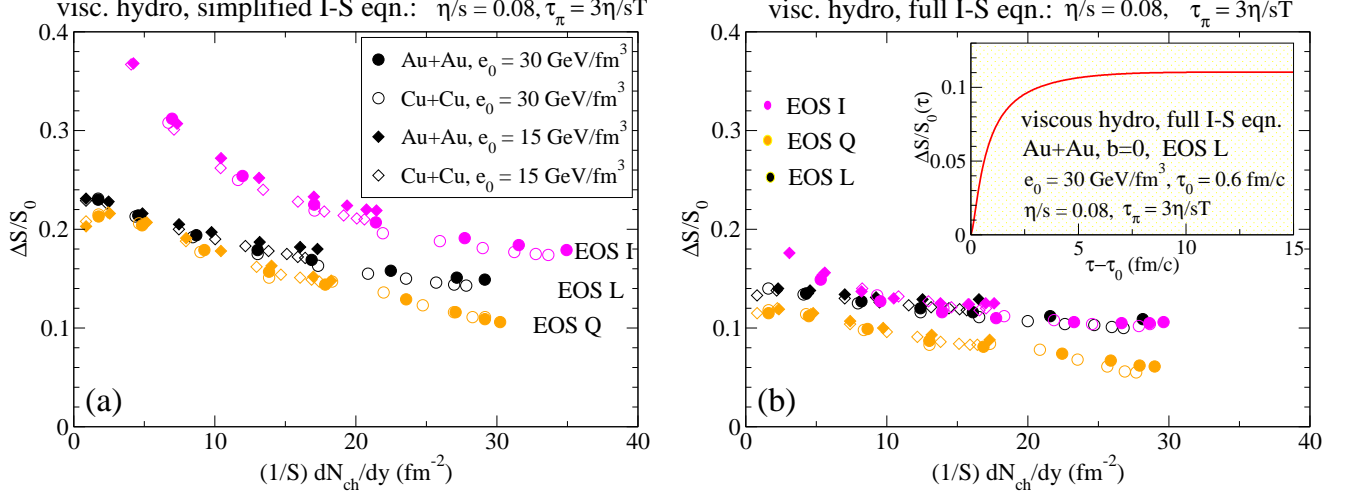 visc. hydro, simplified I-S eqn.: η/s = 0.08, τπ = 3η/sT
0.4
0.3
0.2
0.1
0
ΔS/S0
Au+Au, e0 = 30 GeV/fm³
Cu+Cu, e0 = 30 GeV/fm³
Au+Au, e0 = 15 GeV/fm³
Cu+Cu, e0 = 15 GeV/fm³
EOS I
EOS L
EOS Q
(a)
0 10 20 30 40
(1/S) dNch/dy (fm⁻²)
visc. hydro, full I-S eqn.: η/s = 0.08, τπ = 3η/sT
0.4
0.3
0.2
0.1
0
ΔS/S0
EOS I
EOS Q
EOS L
0.1
0.05
0
ΔS/S0(τ)
viscous hydro, full I-S eqn.
Au+Au, b=0, EOS L
e0 = 30 GeV/fm³, τ0 = 0.6 fm/c
η/s = 0.08, τπ = 3η/sT
0 5 10 15
τ−τ0 (fm/c)
(b)
0 10 20 30 40
(1/S) dNch/dy (fm⁻²)